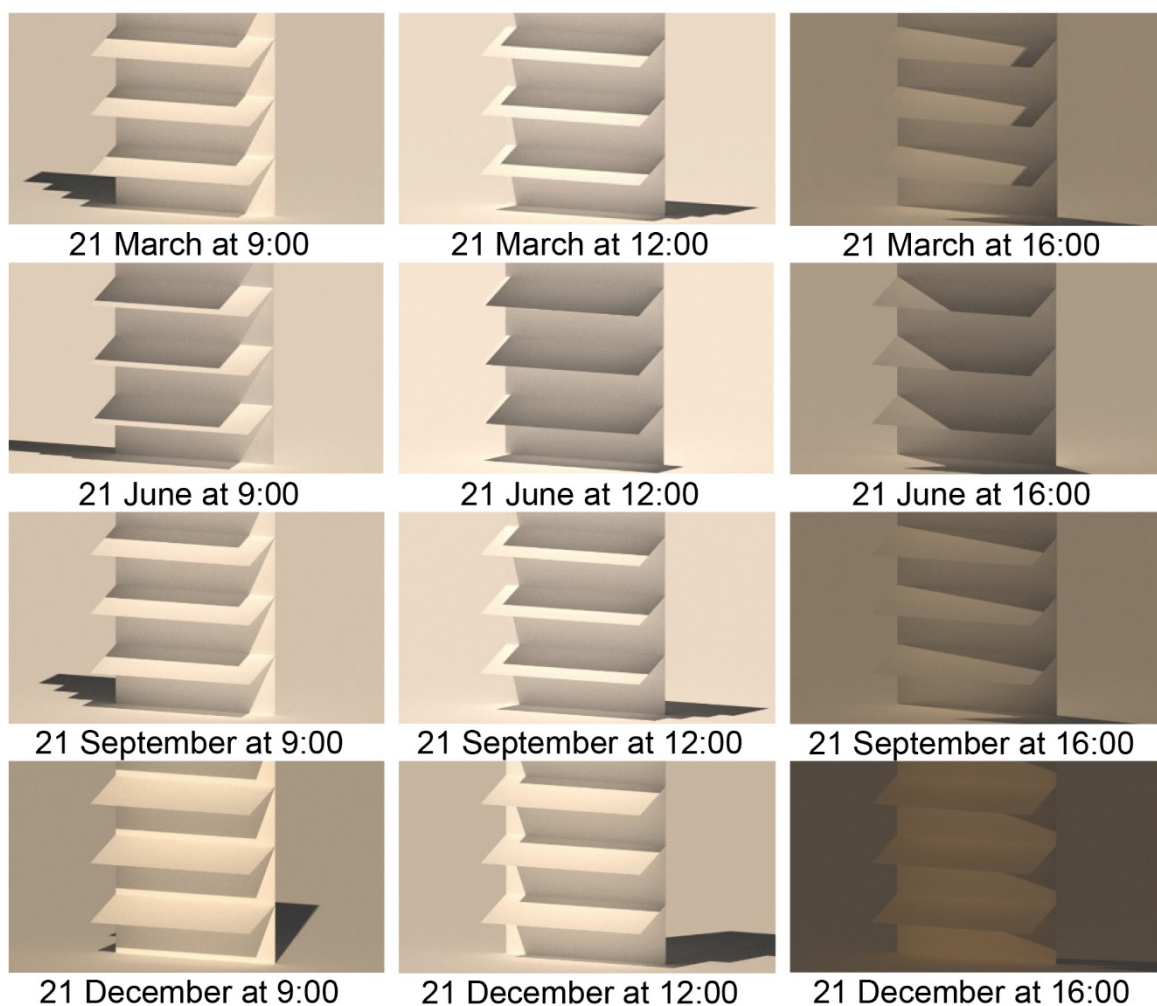 21 March at 9:00
21 March at 12:00
21 March at 16:00
21 June at 9:00
21 June at 12:00
21 June at 16:00
21 September at 9:00
21 September at 12:00
21 September at 16:00
21 December at 9:00
21 December at 12:00
21 December at 16:00